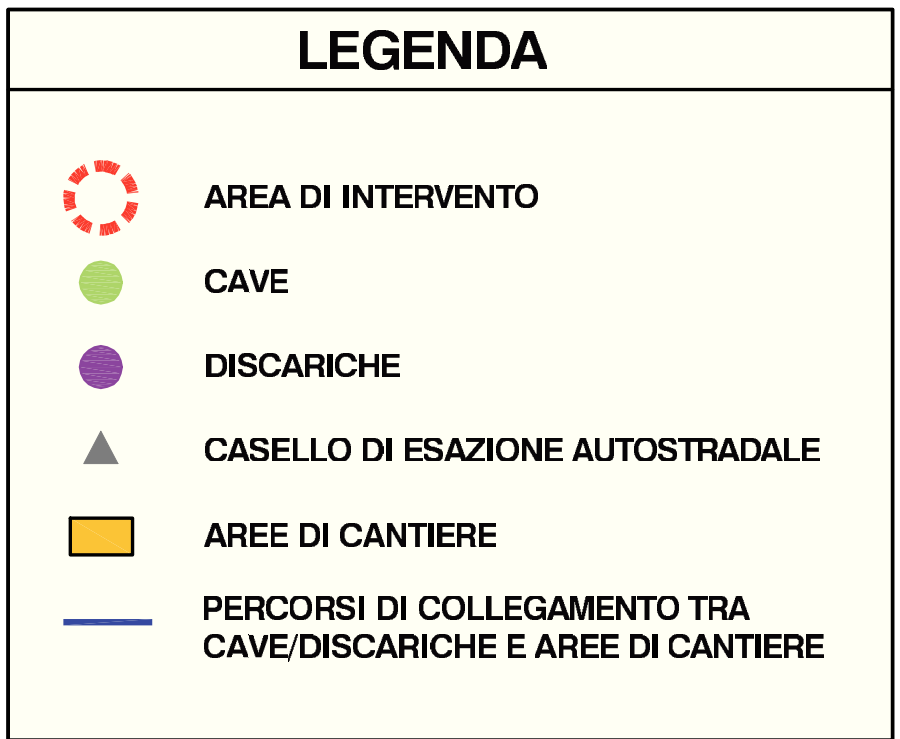 LEGENDA
AREA DI INTERVENTO
CAVE
DISCARICHE
CASELLO DI ESAZIONE AUTOSTRADALE
AREE DI CANTIERE
PERCORSI DI COLLEGAMENTO TRA
CAVE/DISCARICHE E AREE DI CANTIERE